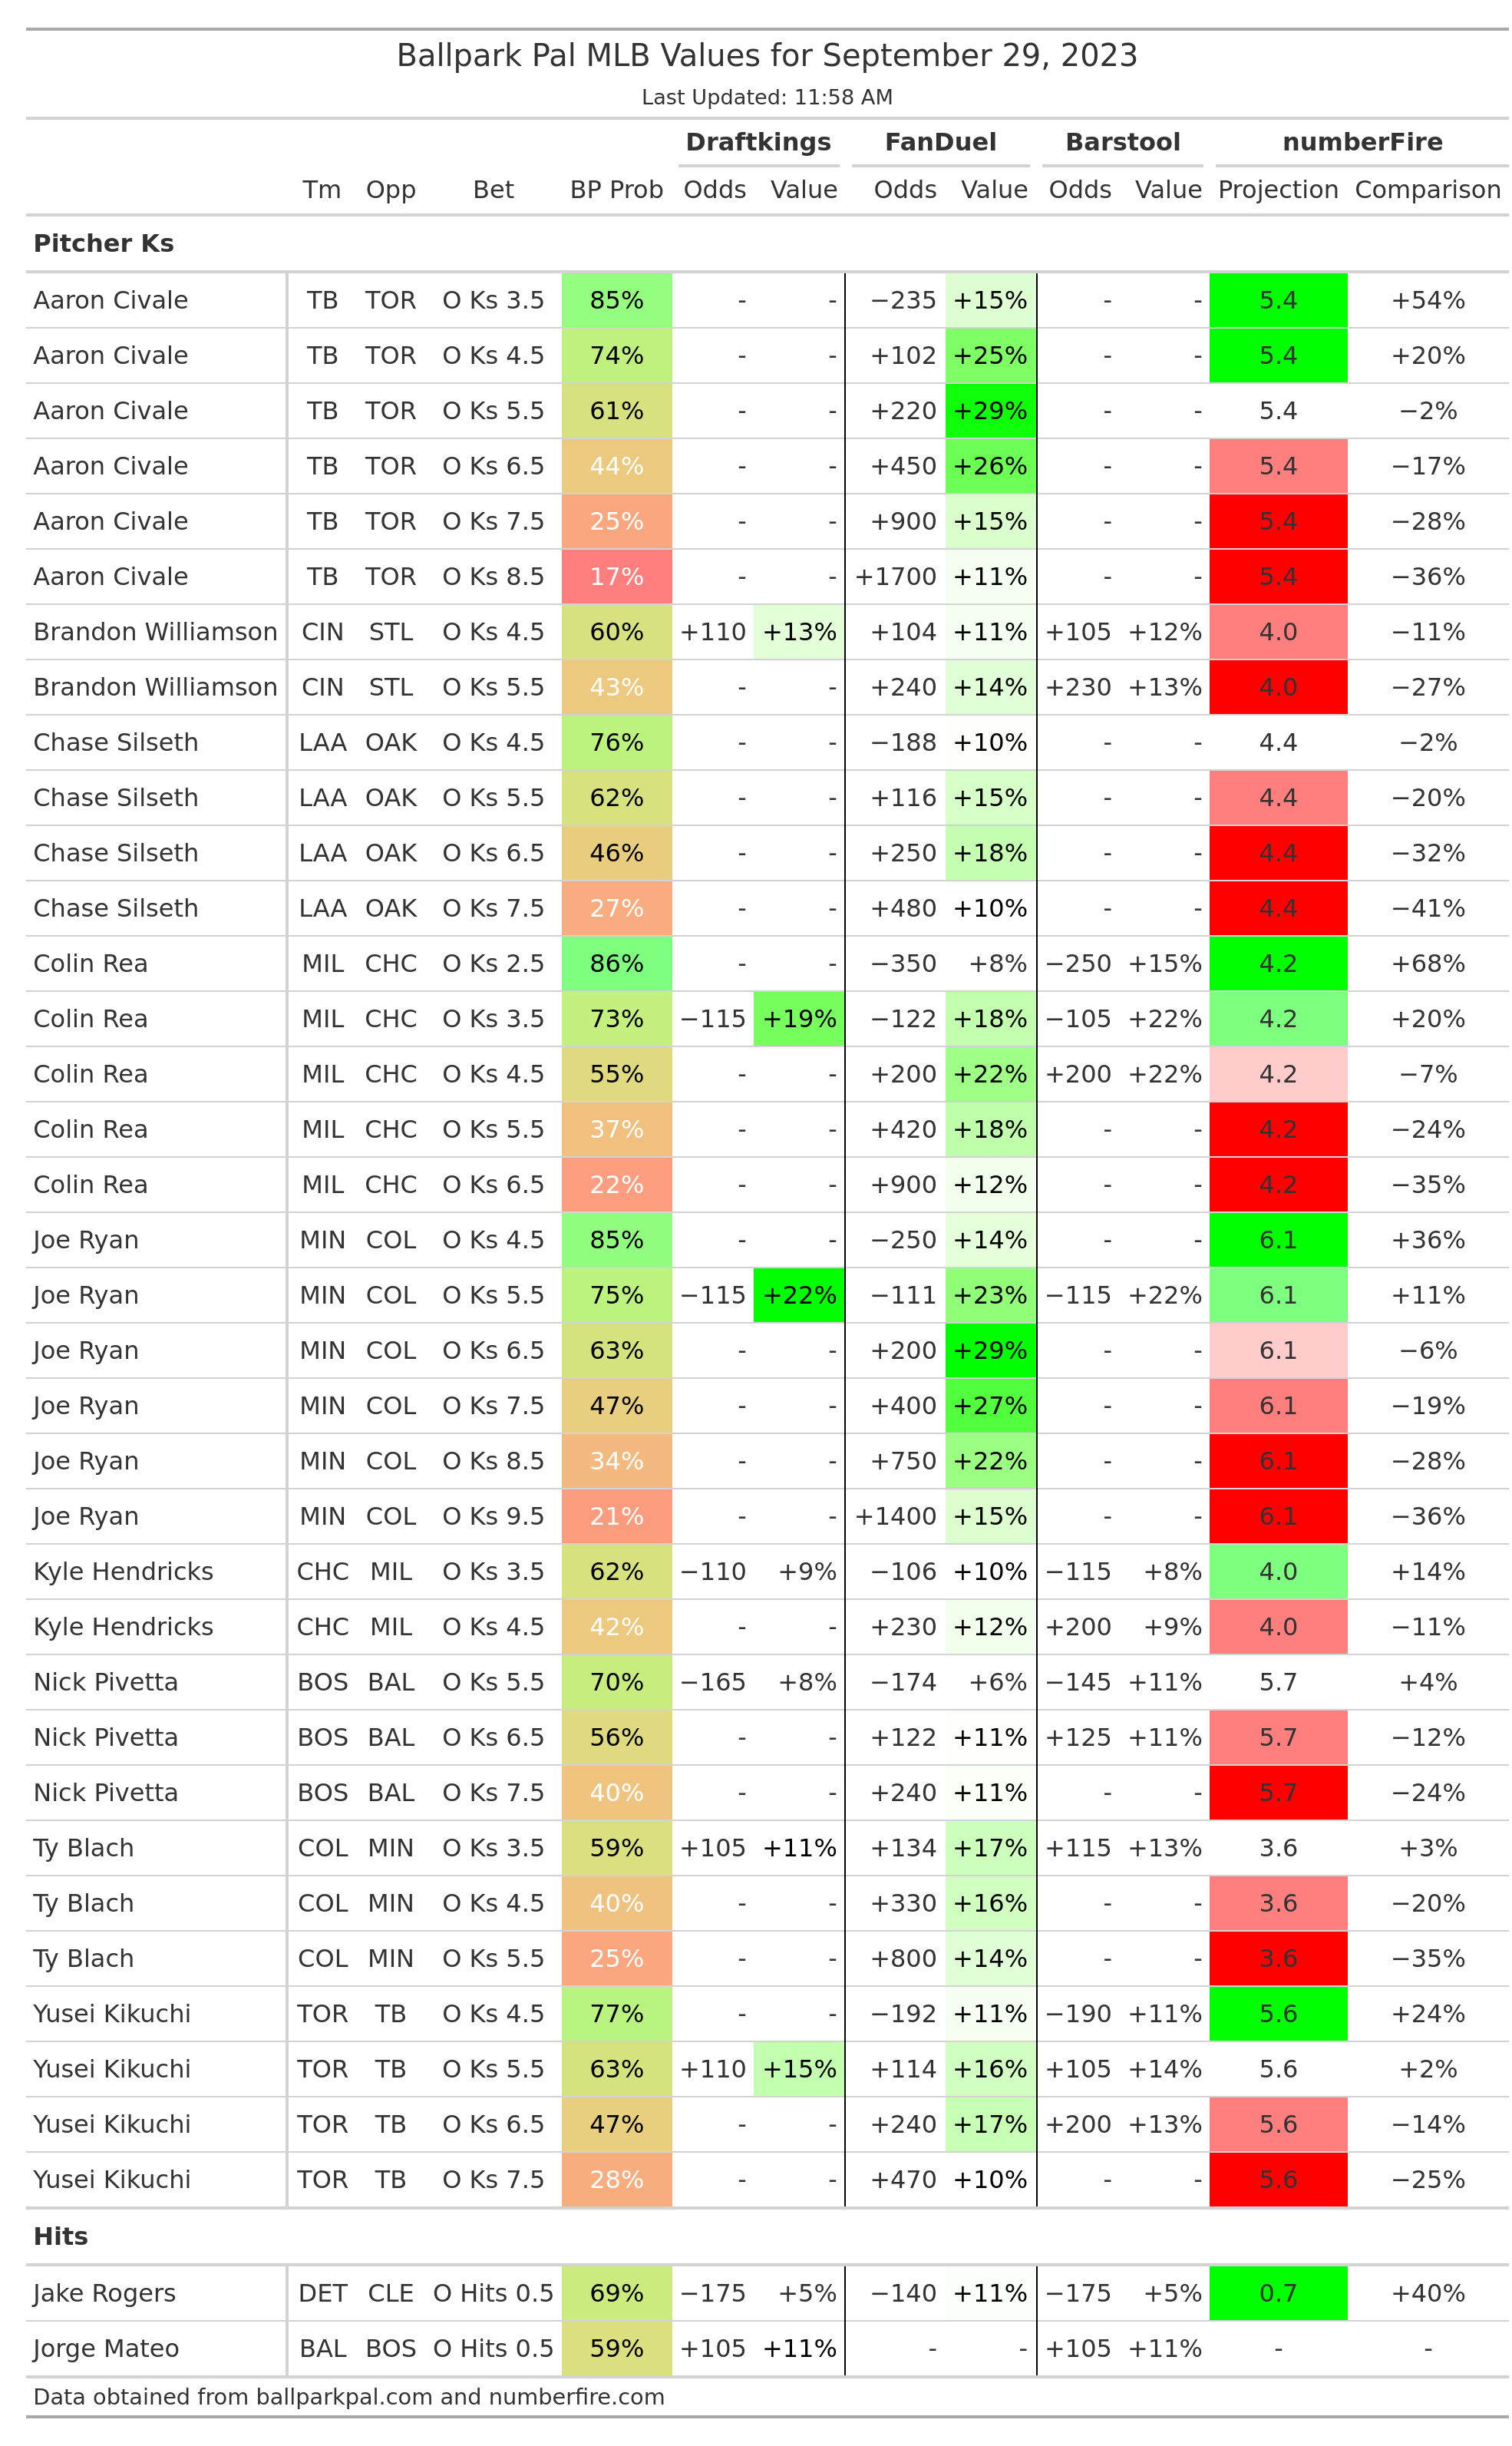 Ballpark Pal MLB Values for September 29, 2023
Last Updated: 11:58 AM
Draftkings FanDuel Barstool numberFire
Tm Opp Bet BP Prob Odds Value Odds Value Odds Value Projection Comparison
Pitcher Ks
Aaron Civale TB TOR O Ks 3.5 85% - - −235 +15% - - 5.4 +54%
Aaron Civale TB TOR O Ks 4.5 74% - - +102 +25% - - 5.4 +20%
Aaron Civale TB TOR O Ks 5.5 61% - - +220 +29% - - 5.4 −2%
Aaron Civale TB TOR O Ks 6.5 44% - - +450 +26% - - 5.4 −17%
Aaron Civale TB TOR O Ks 7.5 25% - - +900 +15% - - 5.4 −28%
Aaron Civale TB TOR O Ks 8.5 17% - - +1700 +11% - - 5.4 −36%
Brandon Williamson CIN STL O Ks 4.5 60% +110 +13% +104 +11% +105 +12% 4.0 −11%
Brandon Williamson CIN STL O Ks 5.5 43% - - +240 +14% +230 +13% 4.0 −27%
Chase Silseth LAA OAK O Ks 4.5 76% - - −188 +10% - - 4.4 −2%
Chase Silseth LAA OAK O Ks 5.5 62% - - +116 +15% - - 4.4 −20%
Chase Silseth LAA OAK O Ks 6.5 46% - - +250 +18% - - 4.4 −32%
Chase Silseth LAA OAK O Ks 7.5 27% - - +480 +10% - - 4.4 −41%
Colin Rea MIL CHC O Ks 2.5 86% - - −350 +8% −250 +15% 4.2 +68%
Colin Rea MIL CHC O Ks 3.5 73% −115 +19% −122 +18% −105 +22% 4.2 +20%
Colin Rea MIL CHC O Ks 4.5 55% - - +200 +22% +200 +22% 4.2 −7%
Colin Rea MIL CHC O Ks 5.5 37% - - +420 +18% - - 4.2 −24%
Colin Rea MIL CHC O Ks 6.5 22% - - +900 +12% - - 4.2 −35%
Joe Ryan MIN COL O Ks 4.5 85% - - −250 +14% - - 6.1 +36%
Joe Ryan MIN COL O Ks 5.5 75% −115 +22% −111 +23% −115 +22% 6.1 +11%
Joe Ryan MIN COL O Ks 6.5 63% - - +200 +29% - - 6.1 −6%
Joe Ryan MIN COL O Ks 7.5 47% - - +400 +27% - - 6.1 −19%
Joe Ryan MIN COL O Ks 8.5 34% - - +750 +22% - - 6.1 −28%
Joe Ryan MIN COL O Ks 9.5 21% - - +1400 +15% - - 6.1 −36%
Kyle Hendricks CHC MIL O Ks 3.5 62% −110 +9% −106 +10% −115 +8% 4.0 +14%
Kyle Hendricks CHC MIL O Ks 4.5 42% - - +230 +12% +200 +9% 4.0 −11%
Nick Pivetta BOS BAL O Ks 5.5 70% −165 +8% −174 +6% −145 +11% 5.7 +4%
Nick Pivetta BOS BAL O Ks 6.5 56% - - +122 +11% +125 +11% 5.7 −12%
Nick Pivetta BOS BAL O Ks 7.5 40% - - +240 +11% - - 5.7 −24%
Ty Blach COL MIN O Ks 3.5 59% +105 +11% +134 +17% +115 +13% 3.6 +3%
Ty Blach COL MIN O Ks 4.5 40% - - +330 +16% - - 3.6 −20%
Ty Blach COL MIN O Ks 5.5 25% - - +800 +14% - - 3.6 −35%
Yusei Kikuchi TOR TB O Ks 4.5 77% - - −192 +11% −190 +11% 5.6 +24%
Yusei Kikuchi TOR TB O Ks 5.5 63% +110 +15% +114 +16% +105 +14% 5.6 +2%
Yusei Kikuchi TOR TB O Ks 6.5 47% - - +240 +17% +200 +13% 5.6 −14%
Yusei Kikuchi TOR TB O Ks 7.5 28% - - +470 +10% - - 5.6 −25%
Hits
Jake Rogers DET CLE O Hits 0.5 69% −175 +5% −140 +11% −175 +5% 0.7 +40%
Jorge Mateo BAL BOS O Hits 0.5 59% +105 +11% - - +105 +11% - -
Data obtained from ballparkpal.com and numberfire.com